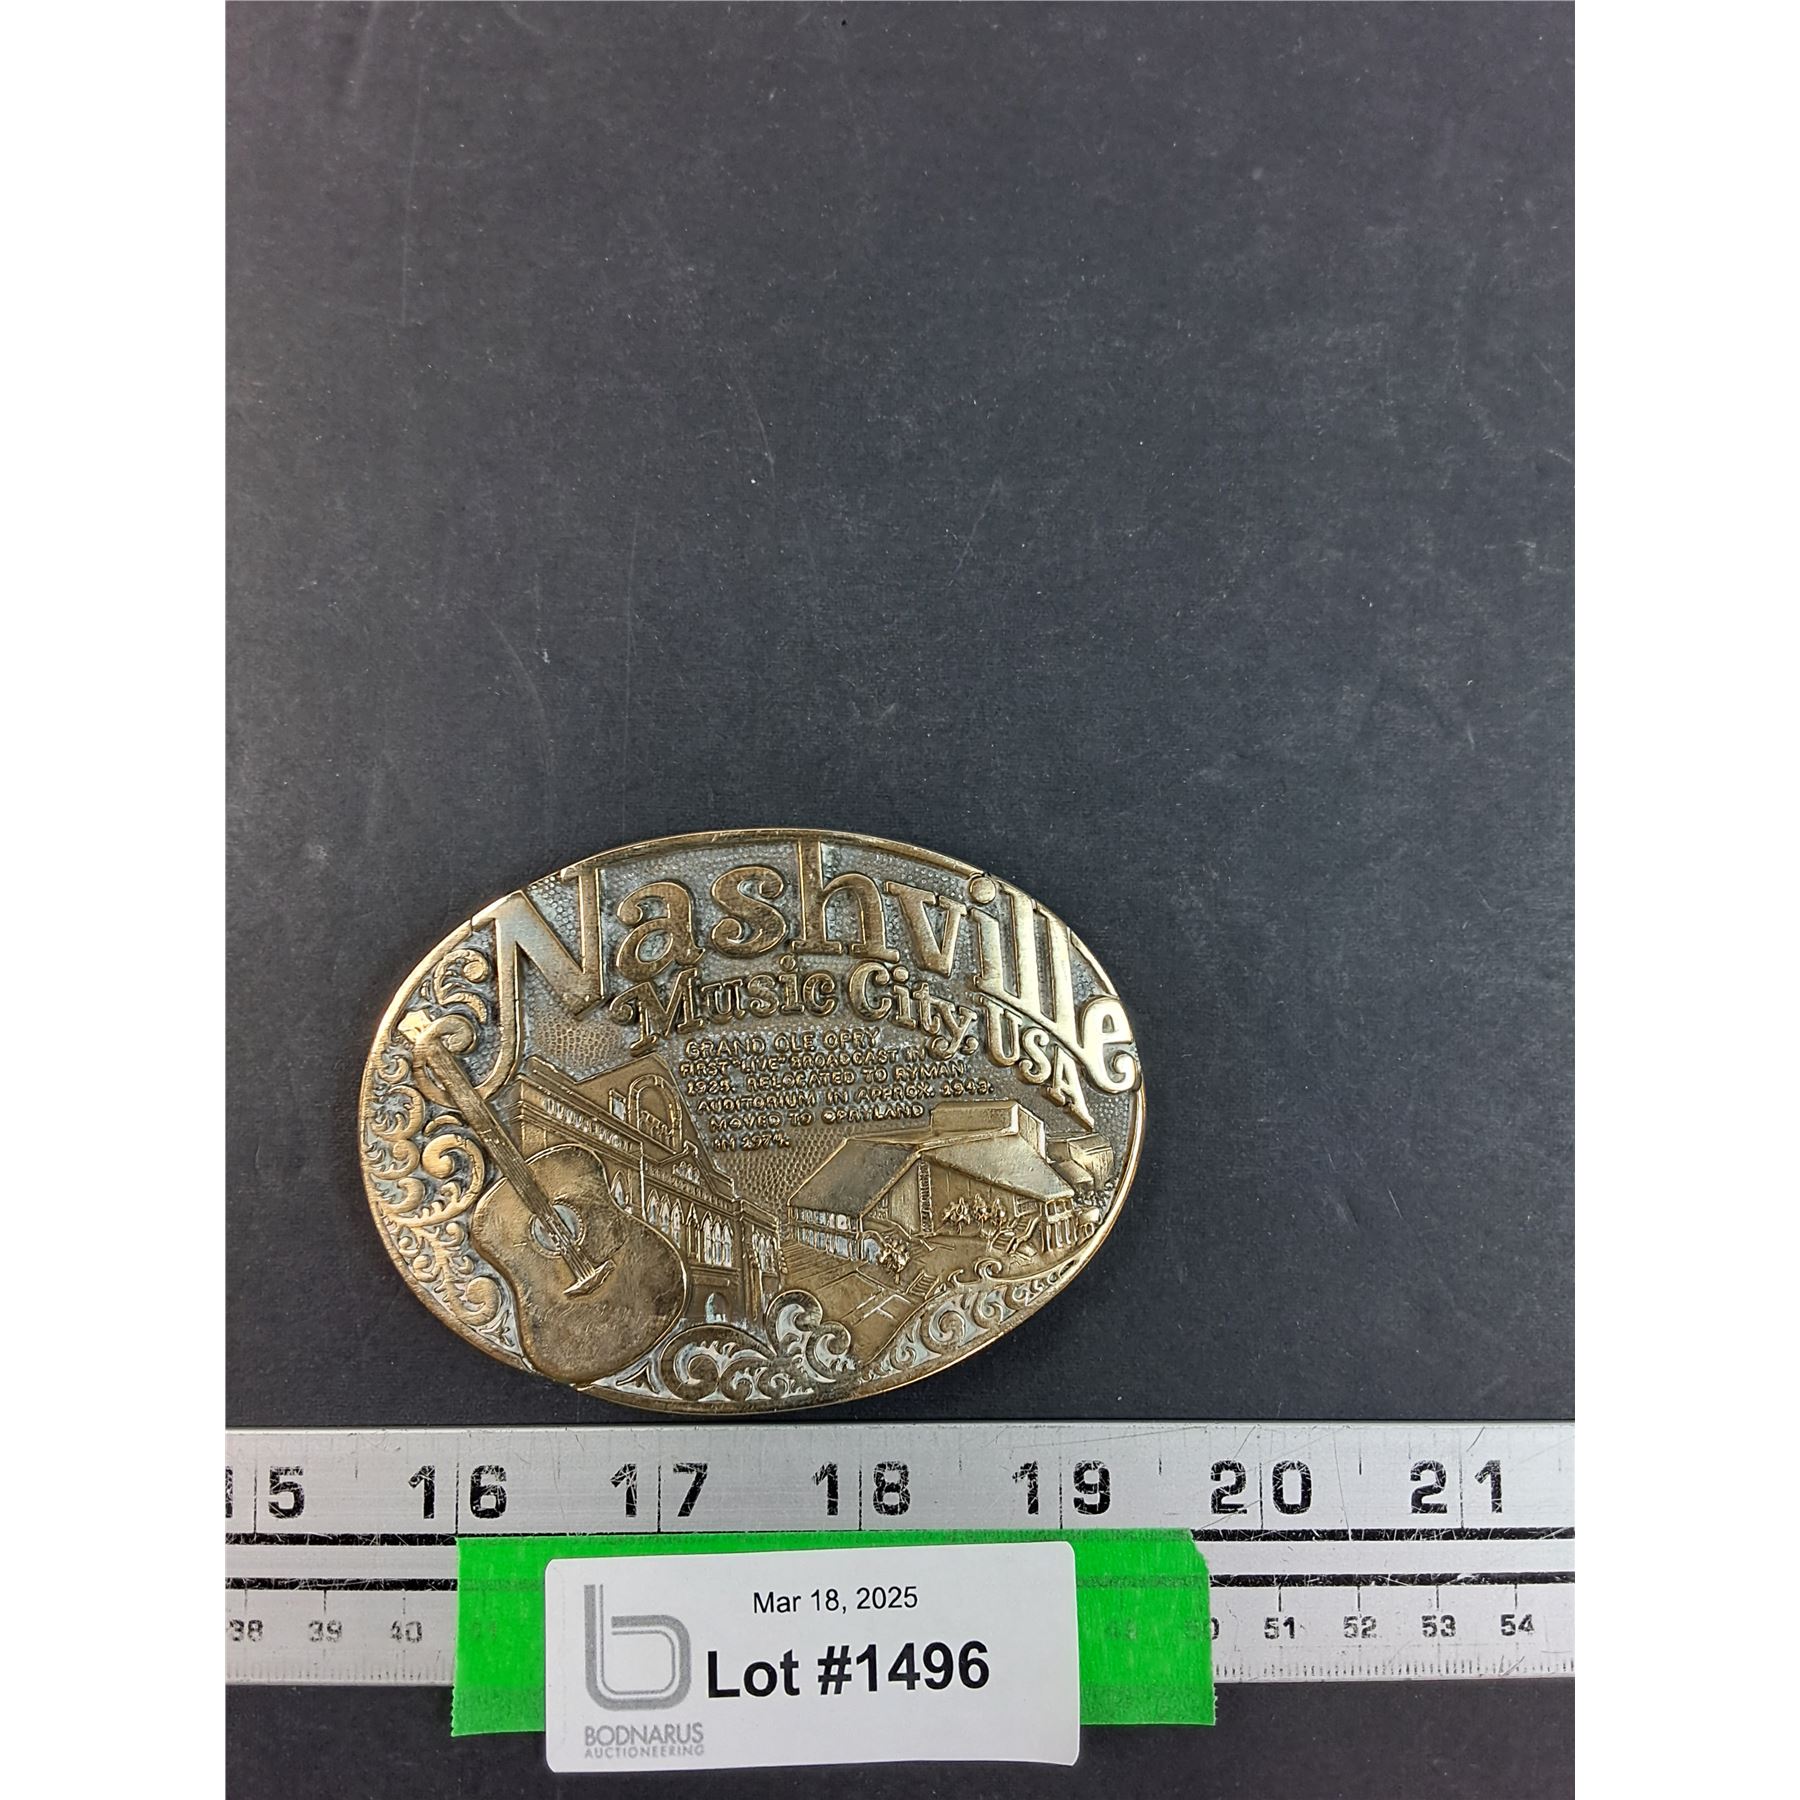 Nashville
Music City, USA
GRAND OLE OPRY
FIRST "LIVE" BROADCAST IN
1925. RELOCATED TO RYMAN
AUDITORIUM IN APPROX. 1943.
MOVED TO OPRYLAND
IN 1974.
15 16 17 18 19 20 21
38 39 40 41 49 50 51 52 53 54
Mar 18, 2025
Lot #1496
BODNARUS
AUCTIONEERING